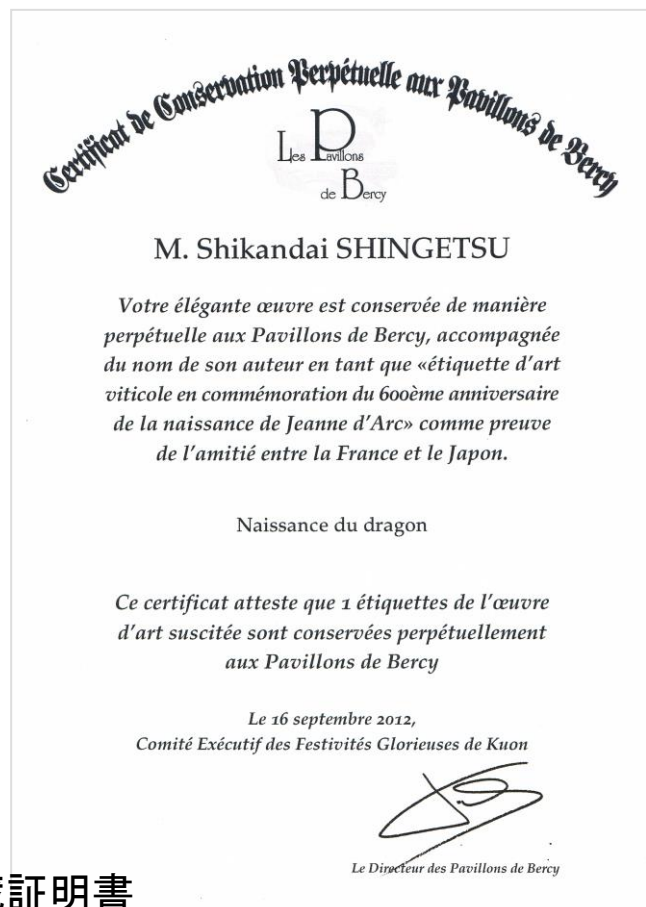 Certificat de Conservation Perpétuelle aux Pavillons de Bercy
Les Pavillons
de Bercy
M. Shikandai SHINGETSU
Votre élégante œuvre est conservée de manière
perpétuelle aux Pavillons de Bercy, accompagnée
du nom de son auteur en tant que «étiquette d'art
viticole en commémoration du 600ème anniversaire
de la naissance de Jeanne d'Arc» comme preuve
de l'amitié entre la France et le Japon.
Naissance du dragon
Ce certificat atteste que 1 étiquettes de l'œuvre
d'art suscitée sont conservées perpétuellement
aux Pavillons de Bercy
Le 16 septembre 2012,
Comité Exécutif des Festivités Glorieuses de Kuon
Le Directeur des Pavillons de Bercy
証明書